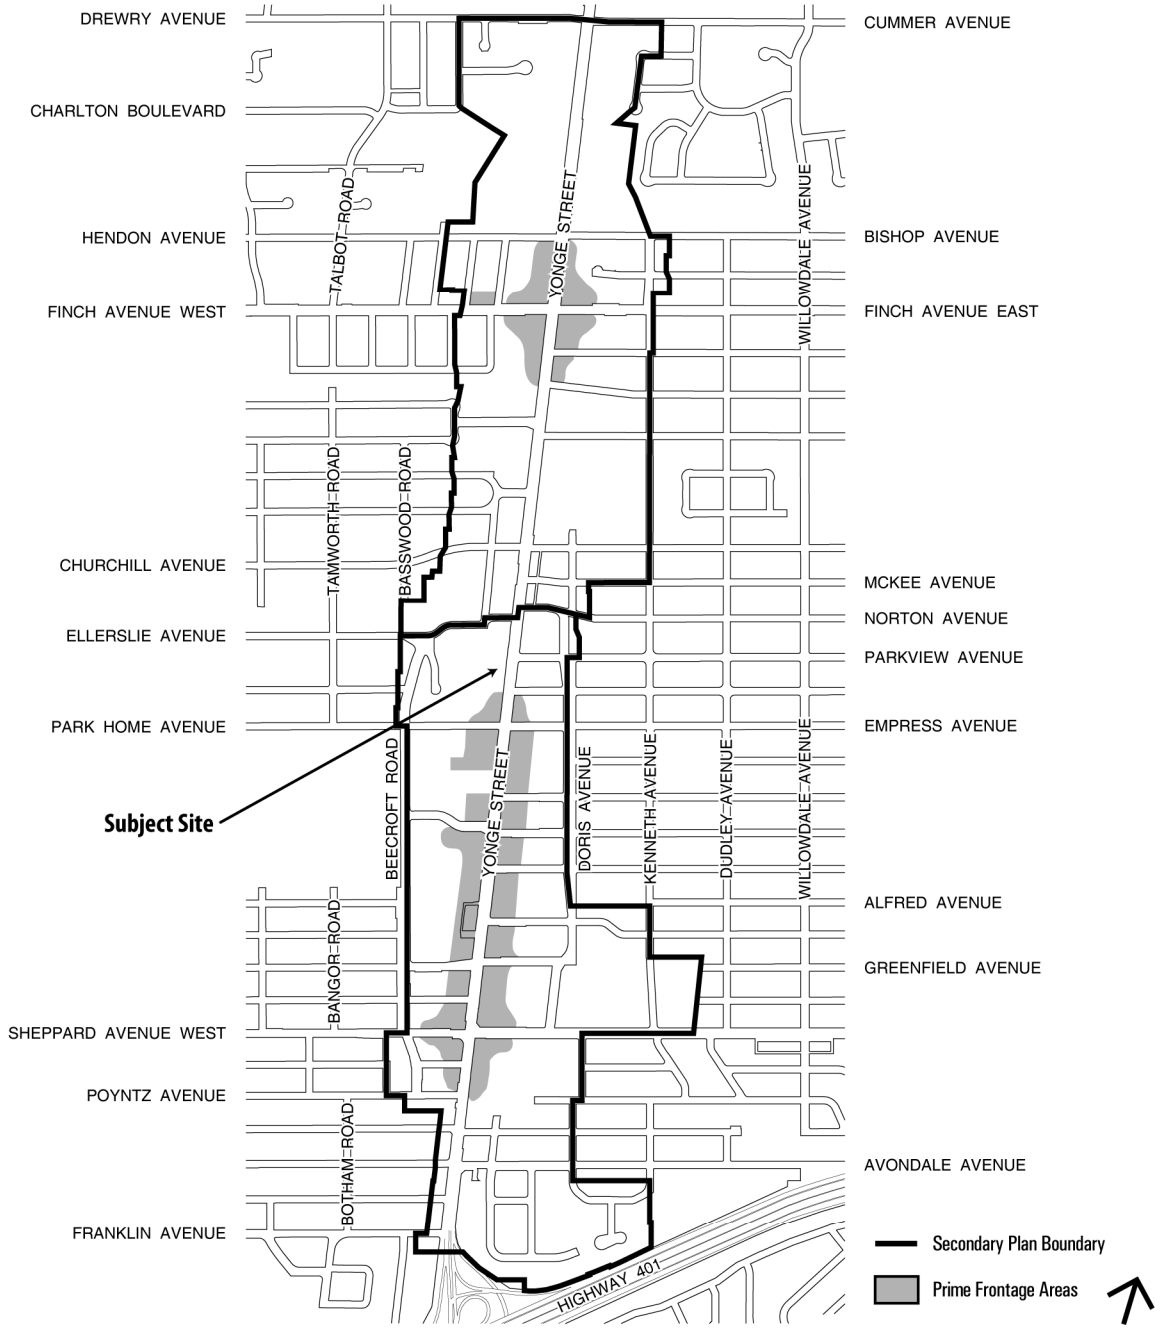 DREWRY AVENUE
CUMMER AVENUE
CHARLTON BOULEVARD
TALBOT ROAD
YONGE STREET
WILLOWDALE AVENUE
HENDON AVENUE
BISHOP AVENUE
FINCH AVENUE WEST
FINCH AVENUE EAST
TAMWORTH ROAD
BASSWOOD ROAD
CHURCHILL AVENUE
MCKEE AVENUE
NORTON AVENUE
ELLERSLIE AVENUE
PARKVIEW AVENUE
PARK HOME AVENUE
EMPRESS AVENUE
BEECROFT ROAD
YONGE STREET
DORIS AVENUE
KENNETH AVENUE
DUDLEY AVENUE
WILLOWDALE AVENUE
Subject Site
ALFRED AVENUE
BANGOR ROAD
GREENFIELD AVENUE
SHEPPARD AVENUE WEST
POYNTZ AVENUE
BOTHAM ROAD
AVONDALE AVENUE
FRANKLIN AVENUE
HIGHWAY 401
Secondary Plan Boundary
Prime Frontage Areas